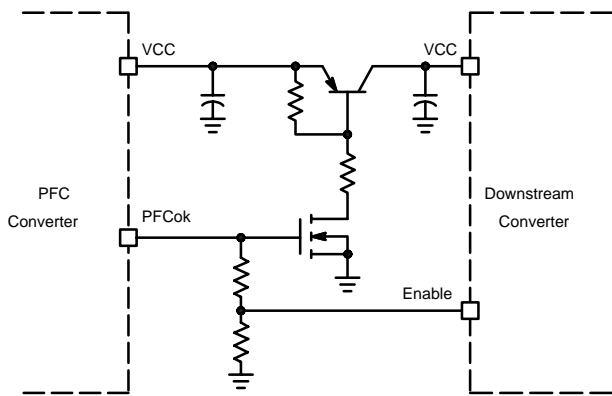 VCC
VCC
PFC
Converter
PFCok
Downstream
Converter
Enable